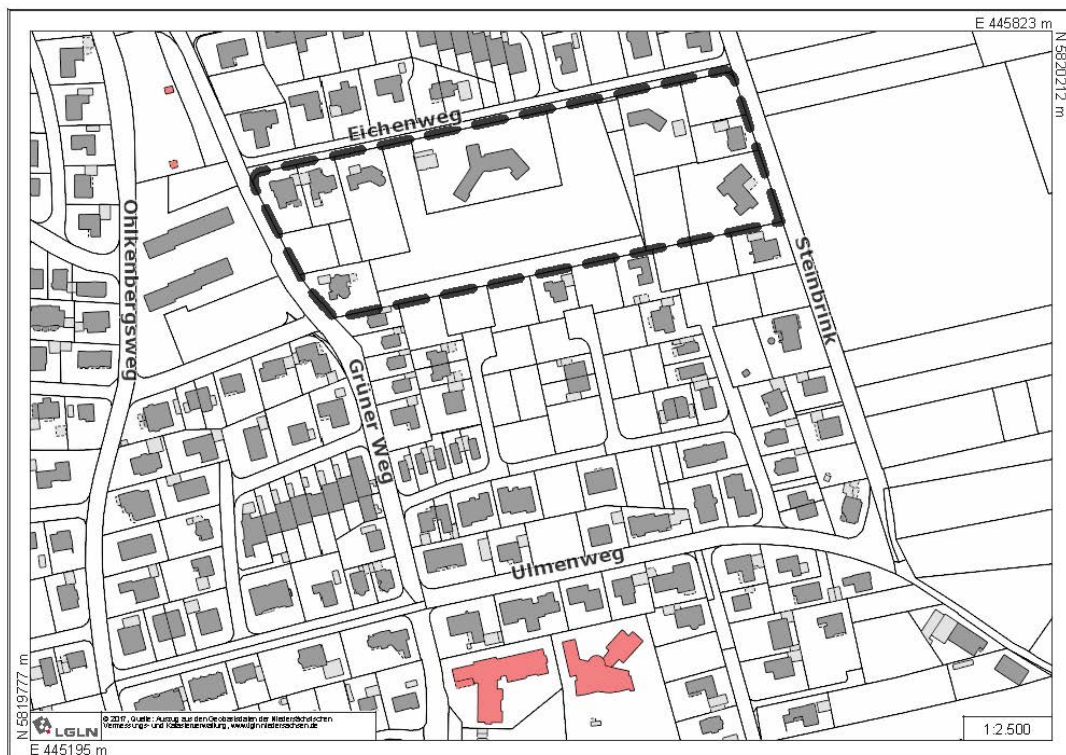 E 445823 m
N 5820212 m
Eichenweg
Ohlkenbergsweg
Steinbrink
Grüner Weg
Ulmenweg
N 5819777 m
LGLN
© 2017, Quelle: Auszug aus den Geobasisdaten der Niedersächsischen
Vermessungs- und Katasterverwaltung, www.lgln.niedersachsen.de
1:2.500
E 445195 m